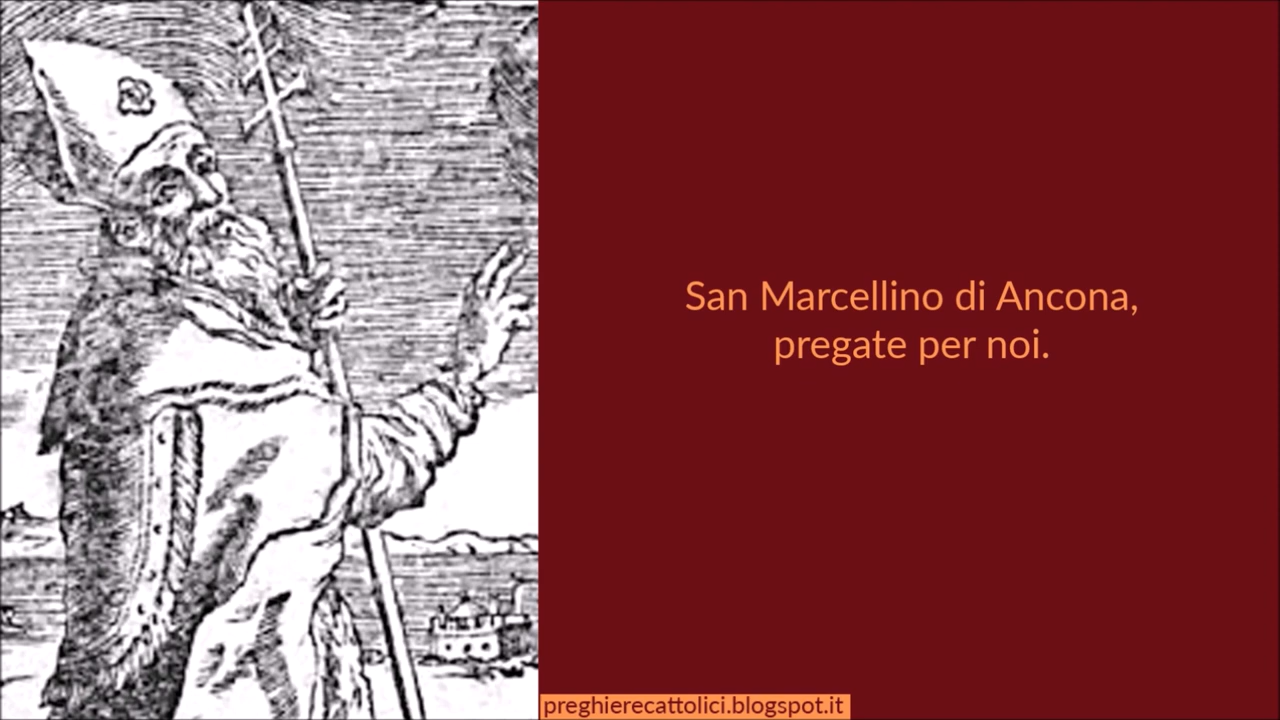 San Marcellino di Ancona,
pregate per noi.
preghierecattolici.blogspot.it